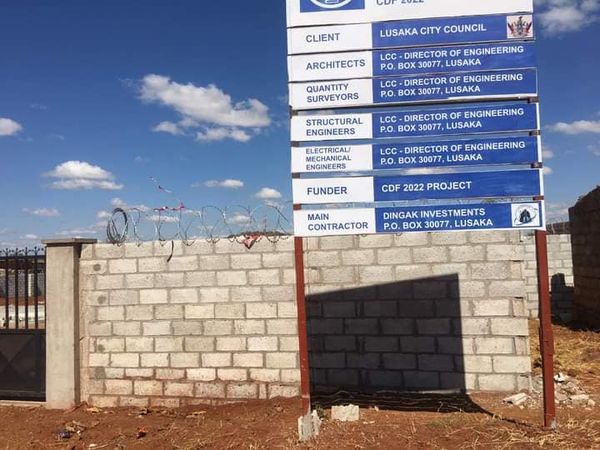 CDF 2022
CLIENT
LUSAKA CITY COUNCIL
ARCHITECTS
LCC - DIRECTOR OF ENGINEERING
P.O. BOX 30077, LUSAKA
QUANTITY
SURVEYORS
LCC - DIRECTOR OF ENGINEERING
P.O. BOX 30077, LUSAKA
STRUCTURAL
ENGINEERS
LCC - DIRECTOR OF ENGINEERING
P.O. BOX 30077, LUSAKA
ELECTRICAL/
MECHANICAL
ENGINEERS
LCC - DIRECTOR OF ENGINEERING
P.O. BOX 30077, LUSAKA
FUNDER
CDF 2022 PROJECT
MAIN
CONTRACTOR
DINGAK INVESTMENTS
P.O. BOX 30077, LUSAKA